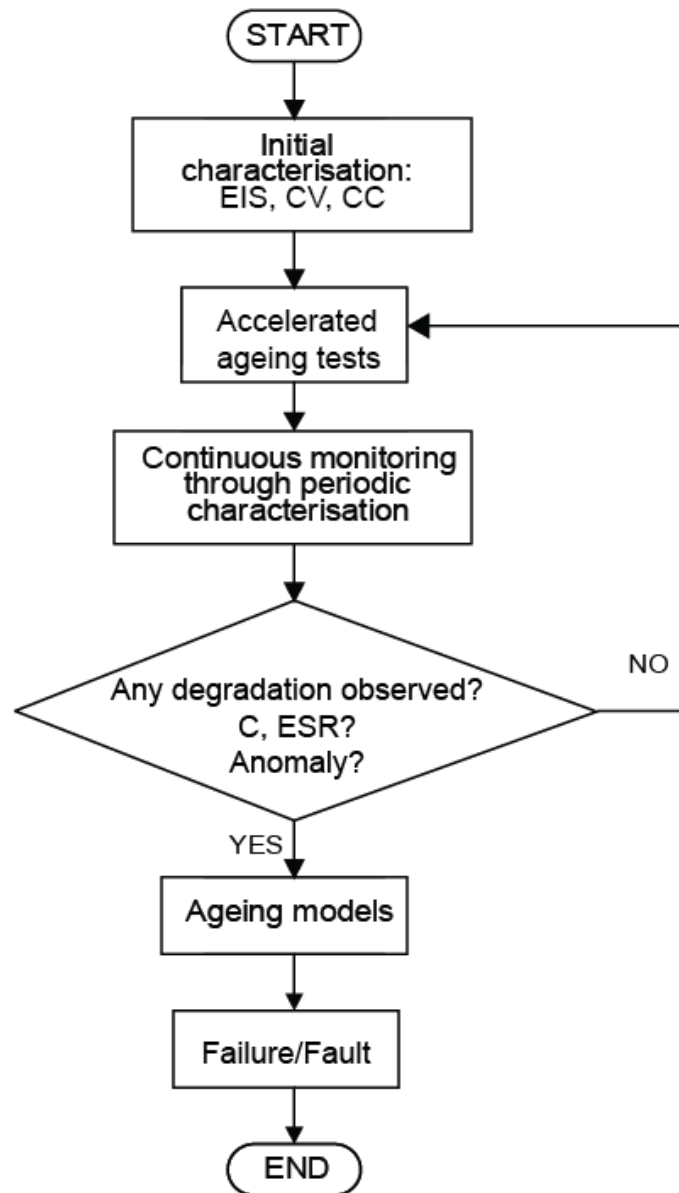 START
Initial
characterisation:
EIS, CV, CC
Accelerated
ageing tests
Continuous monitoring
through periodic
characterisation
Any degradation observed?
C, ESR?
Anomaly?
NO
YES
Ageing models
Failure/Fault
END